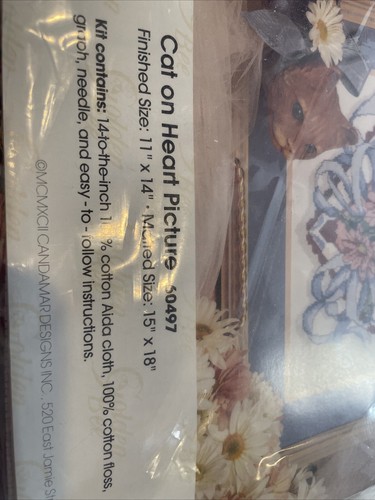 Cat on Heart Picture 50497
Finished Size: 11" x 14" · Matted Size: 15" x 18"
Kit contains: 14-to-the-inch 100% cotton Aida cloth, 100% cotton floss,
graph, needle, and easy - to - follow instructions.
©MCMXCII CANDAMAR DESIGNS INC., 520 East Jamie